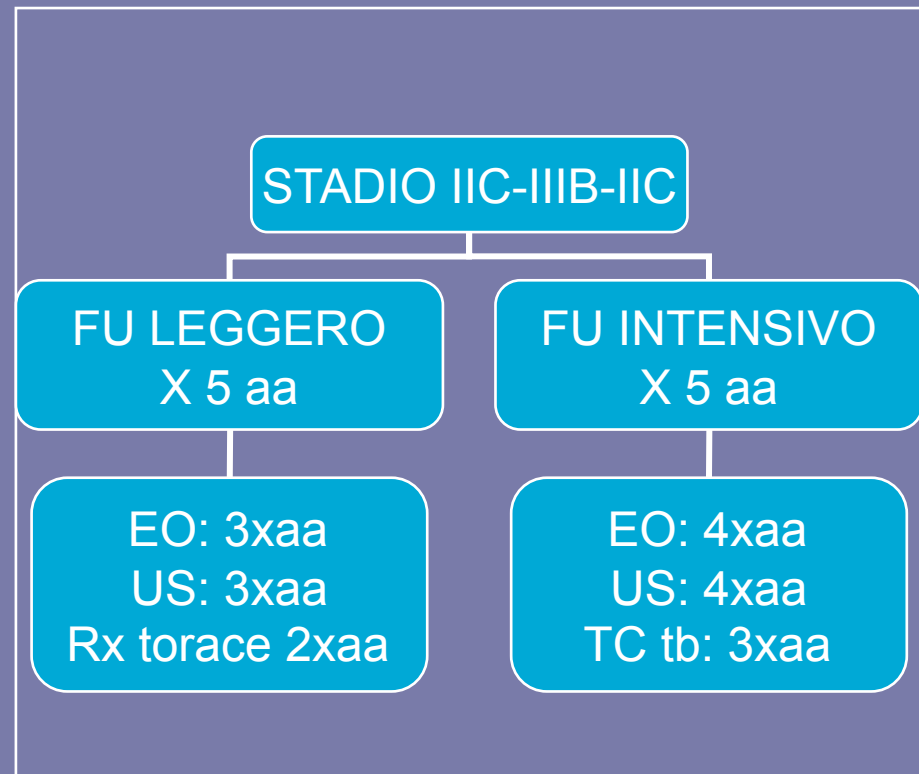 STADIO IIC-IIIB-IIC
FU LEGGERO
X 5 aa
FU INTENSIVO
X 5 aa
EO: 3xaa
US: 3xaa
Rx torace 2xaa
EO: 4xaa
US: 4xaa
TC tb: 3xaa